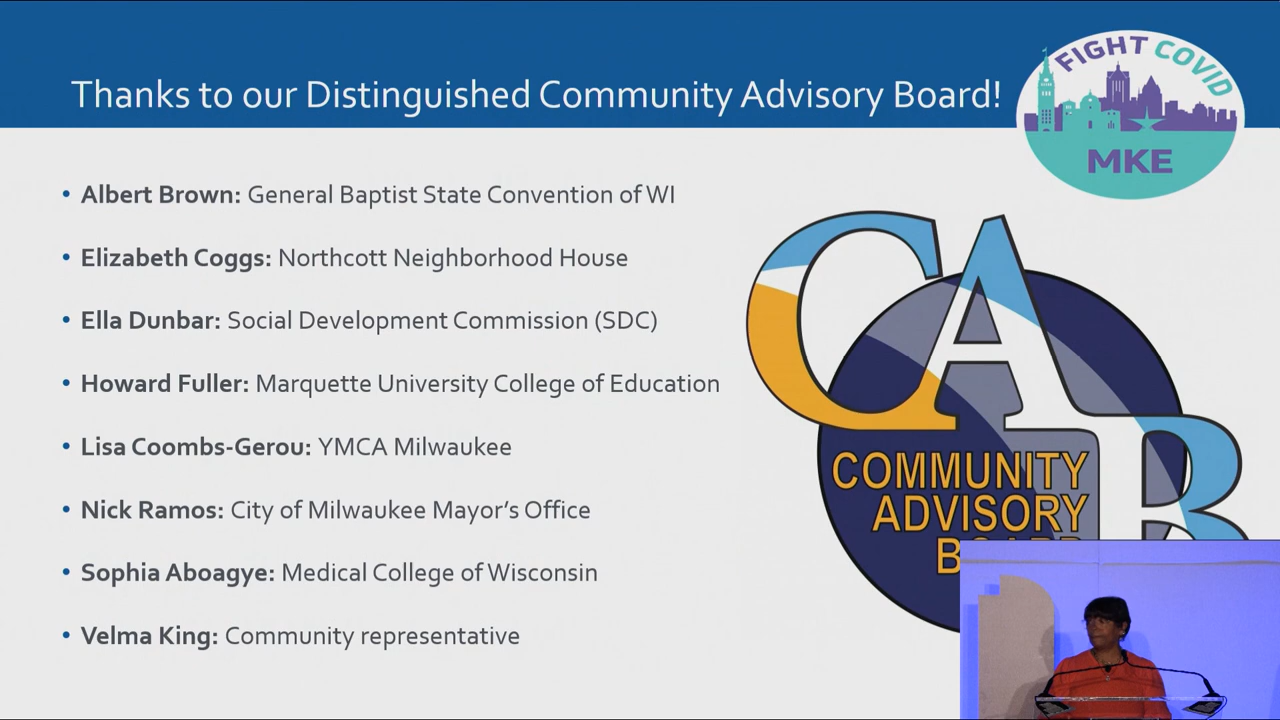 Thanks to our Distinguished Community Advisory Board!
FIGHT COVID
MKE
• Albert Brown: General Baptist State Convention of WI
• Elizabeth Coggs: Northcott Neighborhood House
• Ella Dunbar: Social Development Commission (SDC)
• Howard Fuller: Marquette University College of Education
• Lisa Coombs-Gerou: YMCA Milwaukee
• Nick Ramos: City of Milwaukee Mayor’s Office
• Sophia Aboagye: Medical College of Wisconsin
• Velma King: Community representative
CAB
COMMUNITY
ADVISORY
BOARD